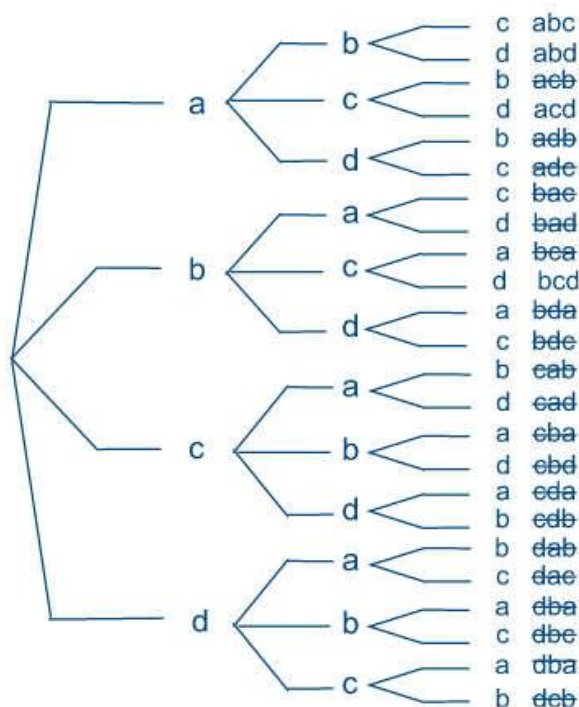 c abc
b
d abd
b acb
a c
d acd
b adb
d
c adc
c bac
a
d bad
a bca
b c
d bcd
a bda
d
c bdc
b cab
a
d cad
a cba
c b
d cbd
a cda
d
b cdb
b dab
a
c dac
a dba
d b
c dbc
a dba
c
b dcb